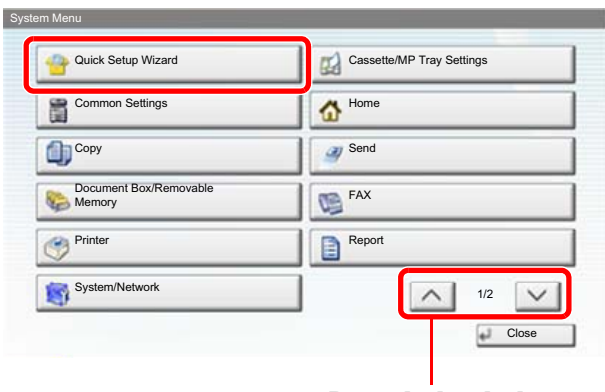 System Menu
Quick Setup Wizard
Cassette/MP Tray Settings
Common Settings
Home
Copy
Send
Document Box/Removable
Memory
FAX
Printer
Report
System/Network
1/2
Close